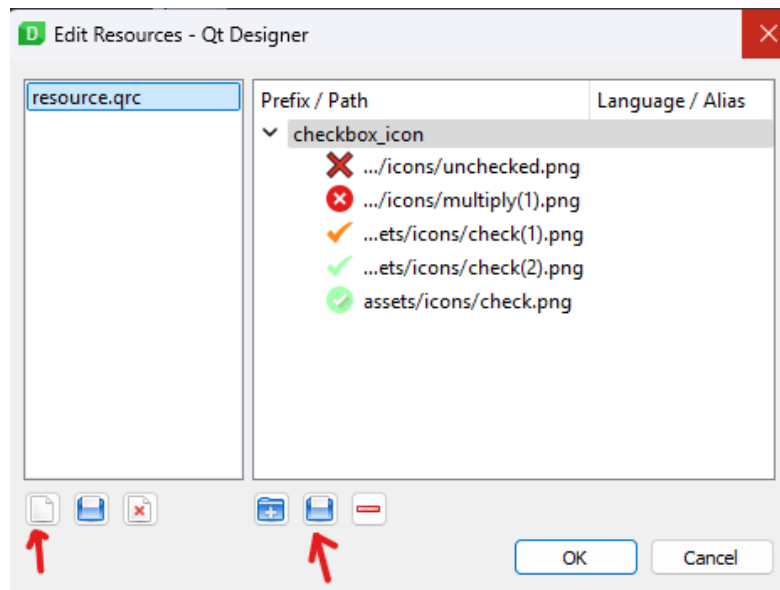 D Edit Resources - Qt Designer
resource.qrc
Prefix / Path Language / Alias
checkbox_icon
.../icons/unchecked.png
.../icons/multiply(1).png
...ets/icons/check(1).png
...ets/icons/check(2).png
assets/icons/check.png
OK Cancel